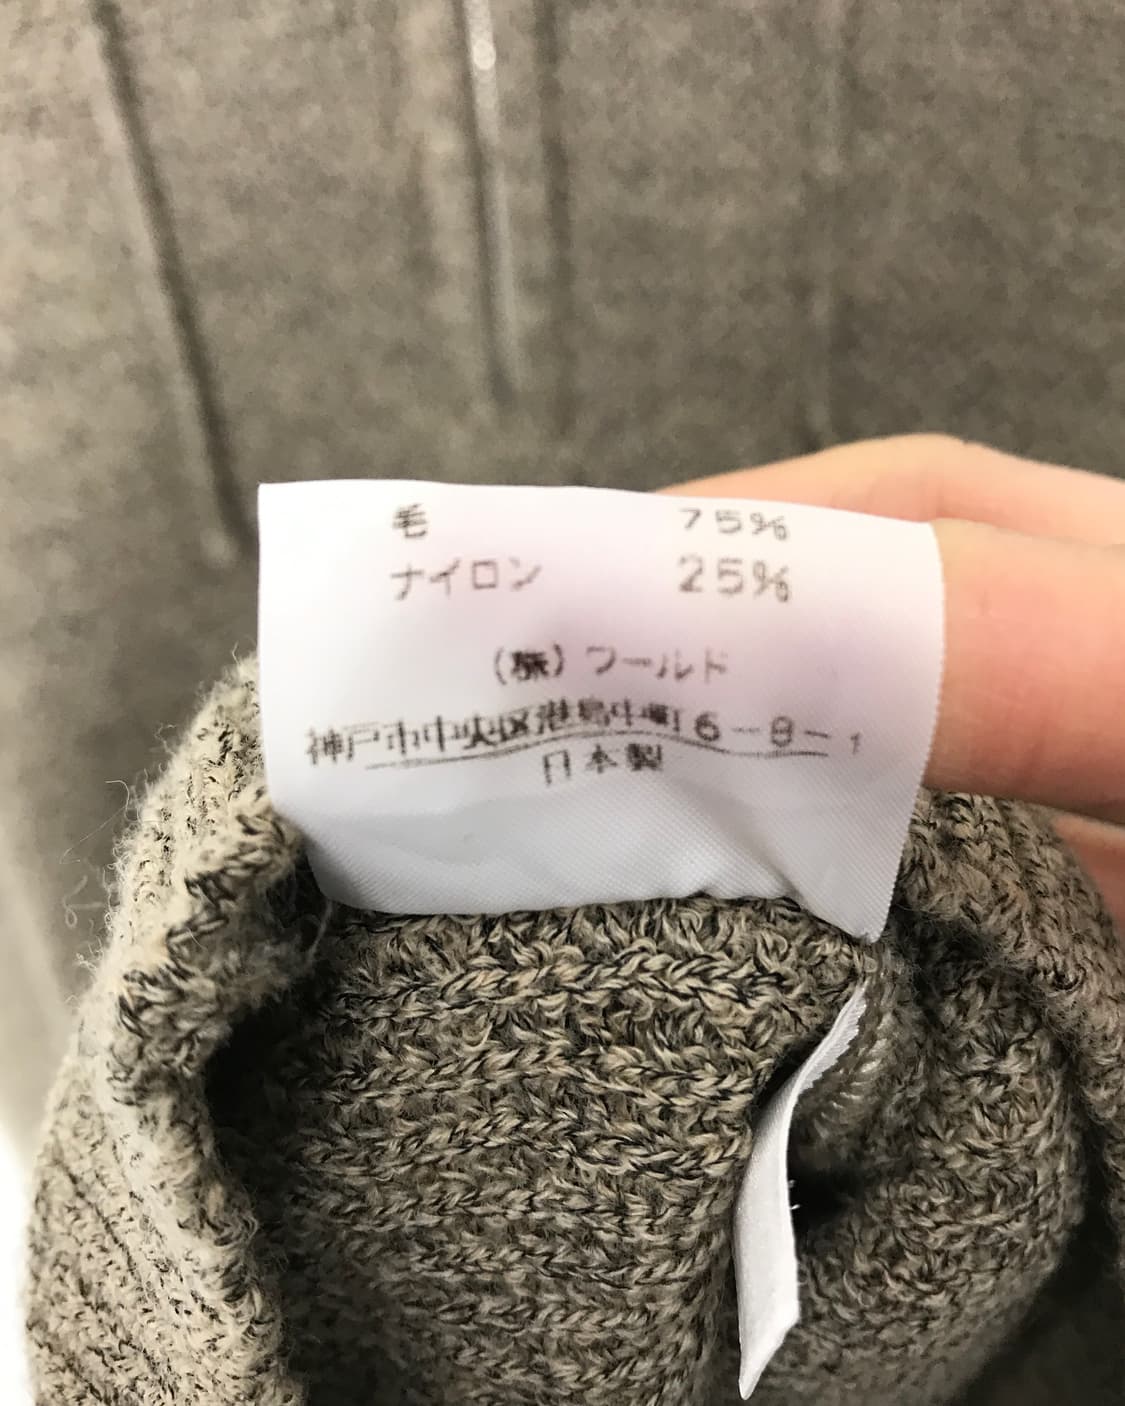 毛 75%
ナイロン 25%
(株)ワールド
神戸市中央区港島中町6-8-1
日本製